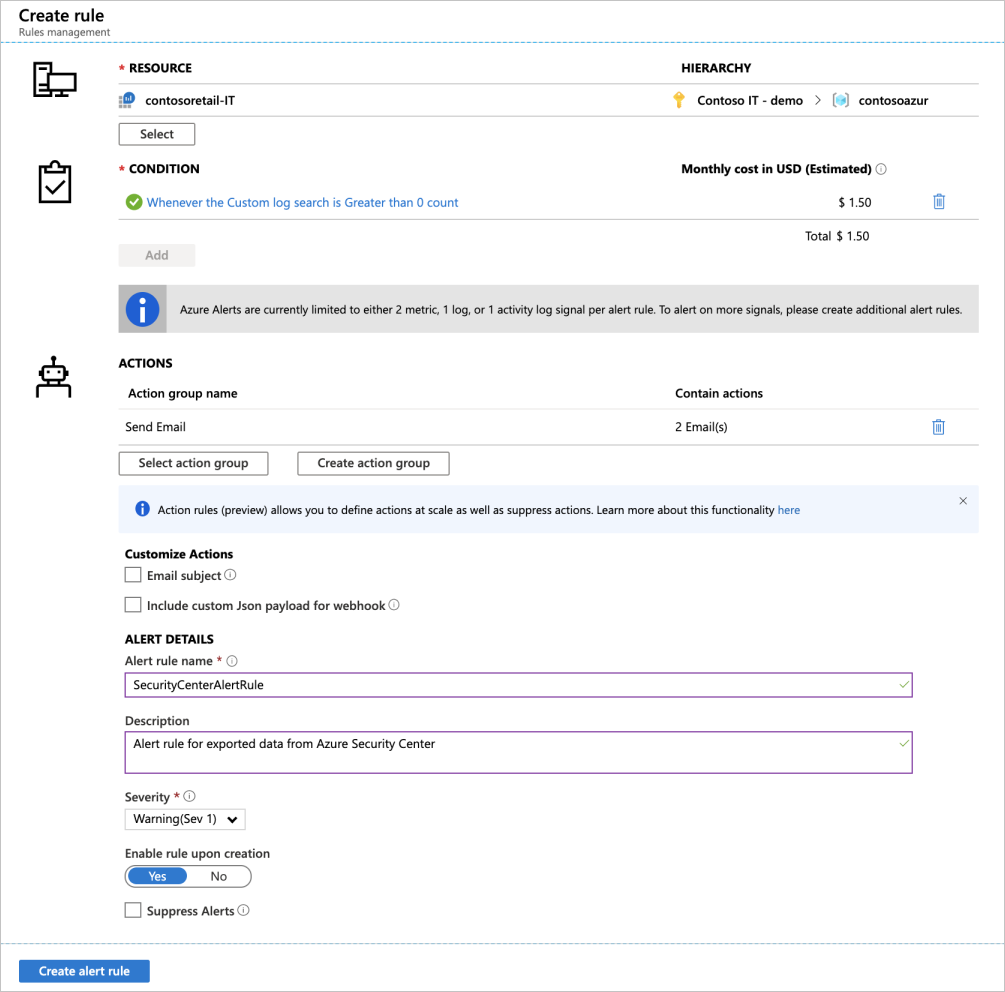 Create rule
Rules management
* RESOURCE HIERARCHY
contosoretail-IT Contoso IT - demo > contosoazur
Select
* CONDITION Monthly cost in USD (Estimated)
Whenever the Custom log search is Greater than 0 count $ 1.50
Total $ 1.50
Add
Azure Alerts are currently limited to either 2 metric, 1 log, or 1 activity log signal per alert rule. To alert on more signals, please create additional alert rules.
ACTIONS
Action group name Contain actions
Send Email 2 Email(s)
Select action group Create action group
Action rules (preview) allows you to define actions at scale as well as suppress actions. Learn more about this functionality here
Customize Actions
Email subject
Include custom Json payload for webhook
ALERT DETAILS
Alert rule name *
SecurityCenterAlertRule
Description
Alert rule for exported data from Azure Security Center
Severity *
Warning(Sev 1)
Enable rule upon creation
Yes No
Suppress Alerts
Create alert rule